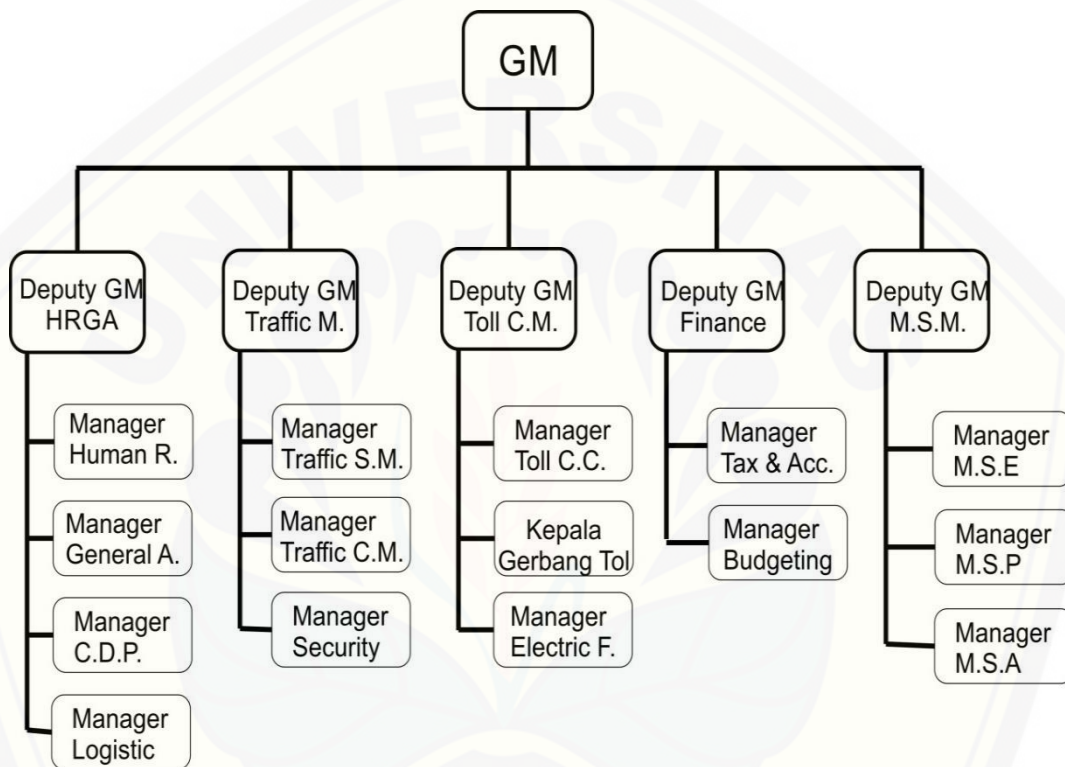 GM
Deputy GM
HRGA
Deputy GM
Traffic M.
Deputy GM
Toll C.M.
Deputy GM
Finance
Deputy GM
M.S.M.
Manager
Human R.
Manager
General A.
Manager
C.D.P.
Manager
Logistic
Manager
Traffic S.M.
Manager
Traffic C.M.
Manager
Security
Manager
Toll C.C.
Kepala
Gerbang Tol
Manager
Electric F.
Manager
Tax & Acc.
Manager
Budgeting
Manager
M.S.E
Manager
M.S.P
Manager
M.S.A
UNIVERSITAS